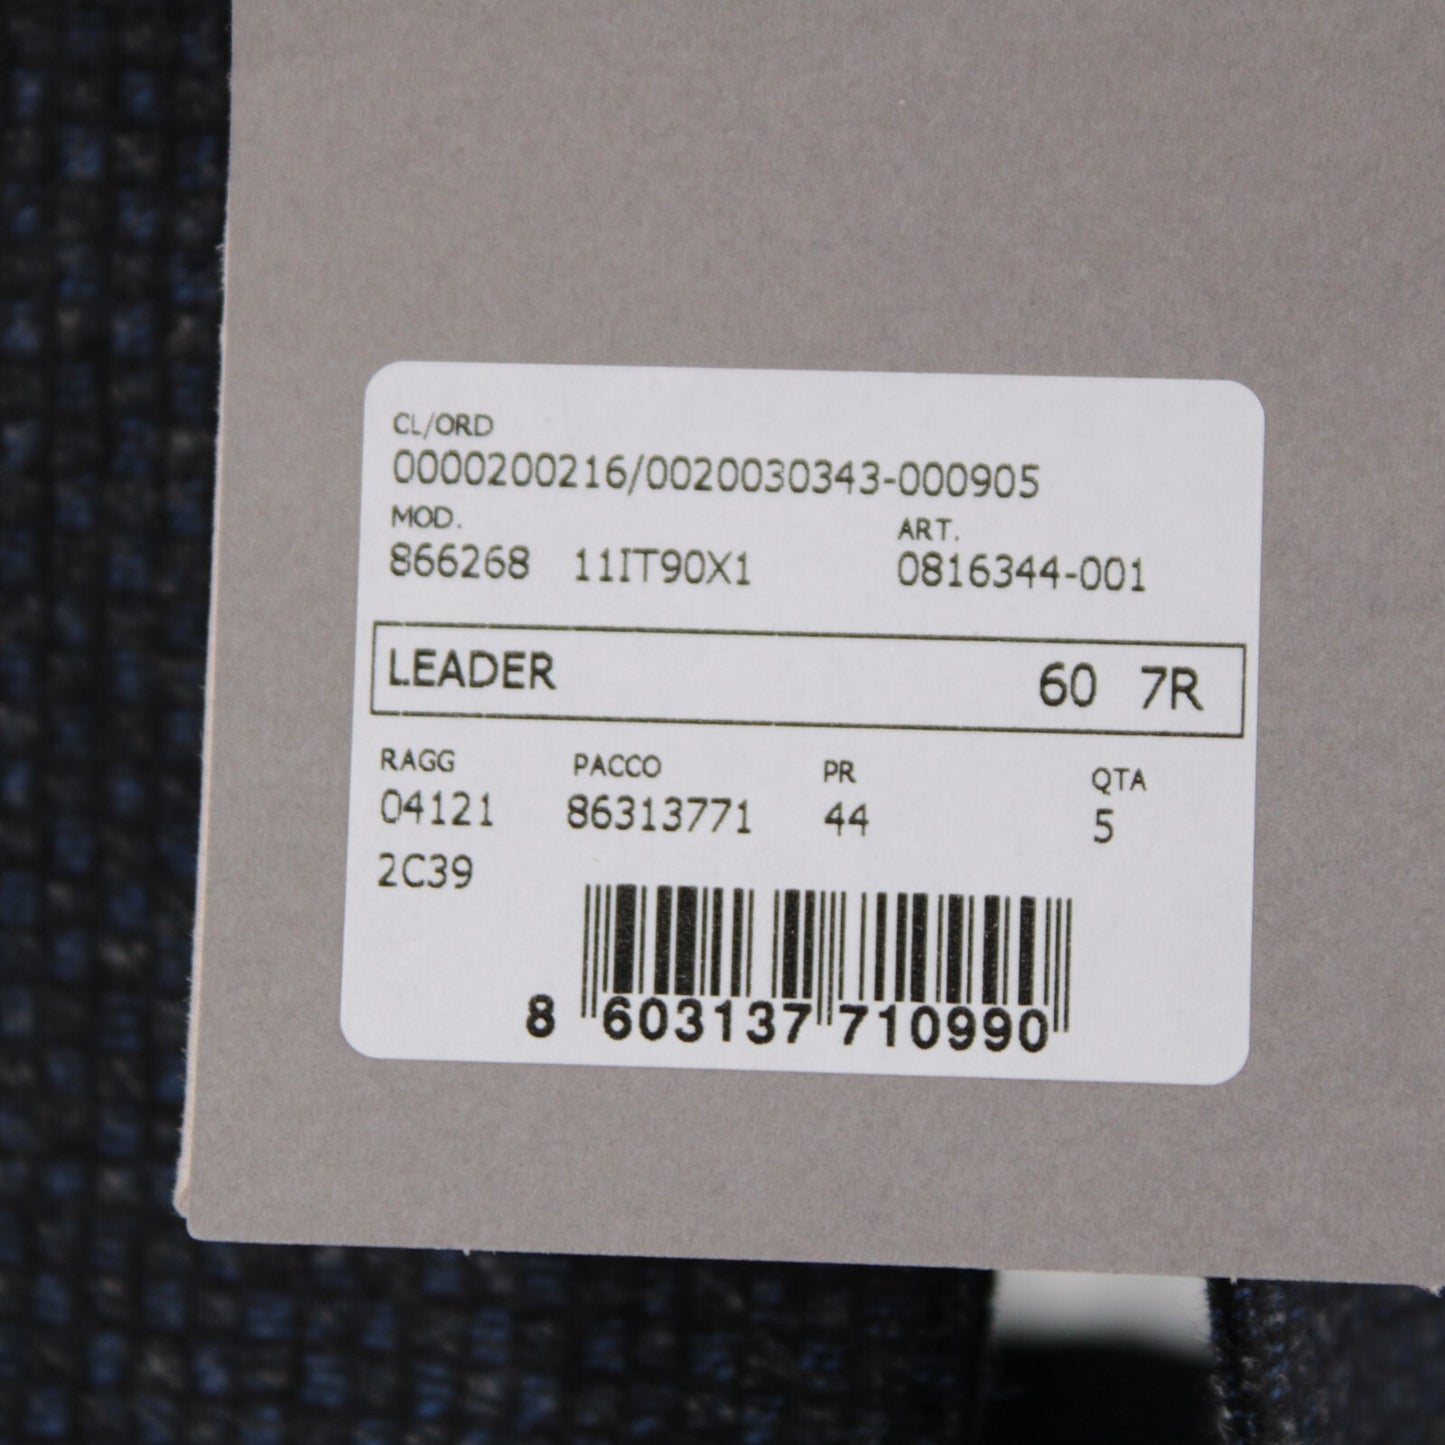 CL/ORD
0000200216/0020030343-000905
MOD. ART.
866268 11IT90X1 0816344-001
LEADER 60 7R
RAGG PACCO PR QTA
04121 86313771 44 5
2C39
8 603137 710990